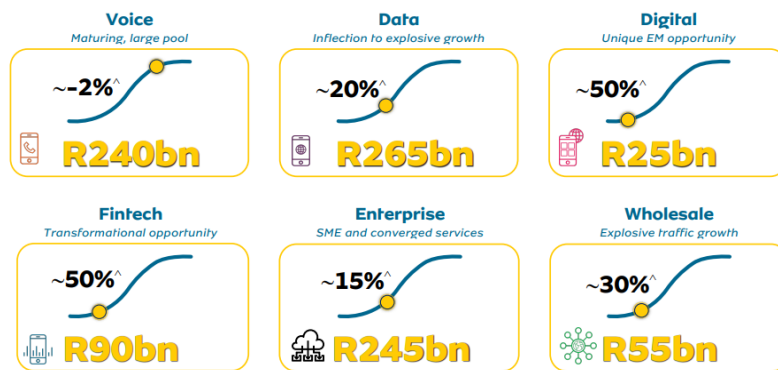 Voice
Maturing, large pool
~-2%^
R240bn
Data
Inflection to explosive growth
~20%^
R265bn
Digital
Unique EM opportunity
~50%^
R25bn
Fintech
Transformational opportunity
~50%^
R90bn
Enterprise
SME and converged services
~15%^
R245bn
Wholesale
Explosive traffic growth
~30%^
R55bn